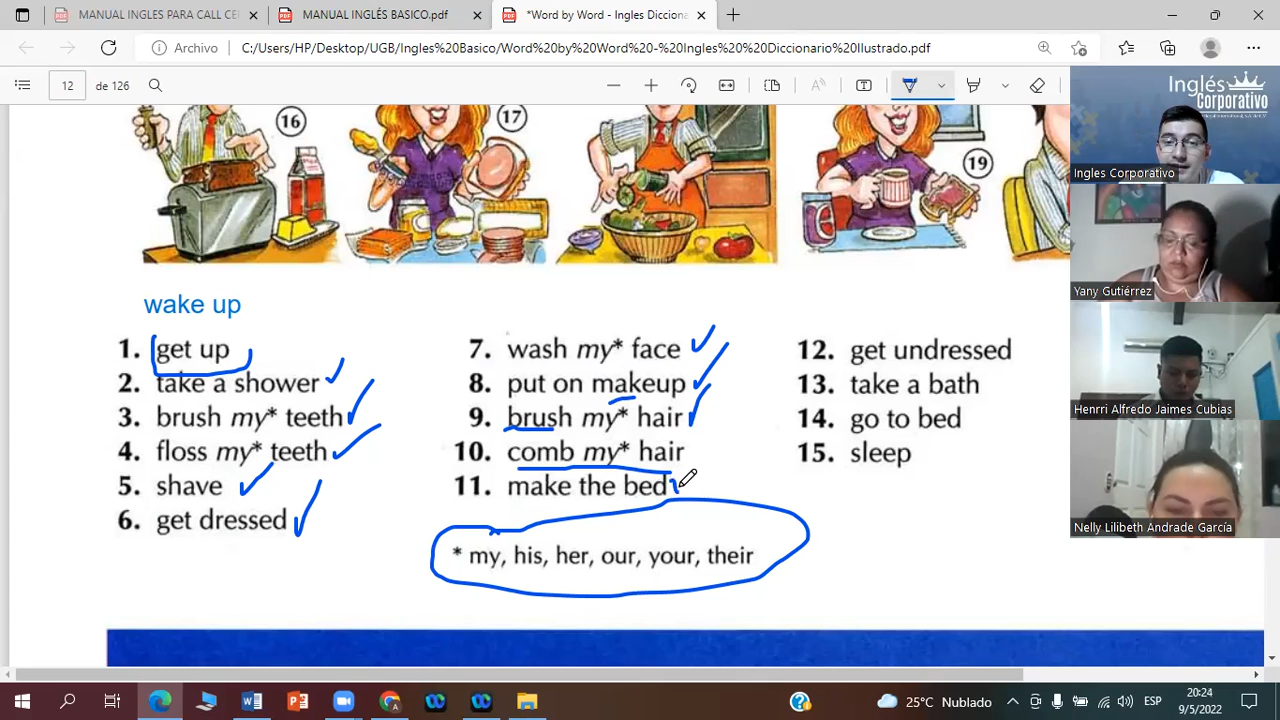 MANUAL INGLES PARA CALL CE
MANUAL INGLÉS BASICO.pdf
*Word by Word - Ingles Dicciona
Archivo
C:/Users/HP/Desktop/UGB/Ingles%20Basico/Word%20by%20Word%20-%20Ingles%20%20Diccionario%20Ilustrado.pdf
12 de 126
Inglés
Corporativo
Ingles Corporativo
Yany Gutiérrez
Henrri Alfredo Jaimes Cubias
Nelly Lilibeth Andrade García
16
17
19
wake up
1. get up
2. take a shower
3. brush my* teeth
4. floss my* teeth
5. shave
6. get dressed
7. wash my* face
8. put on makeup
9. brush my* hair
10. comb my* hair
11. make the bed
* my, his, her, our, your, their
12. get undressed
13. take a bath
14. go to bed
15. sleep
25°C Nublado
ESP
20:24
9/5/2022